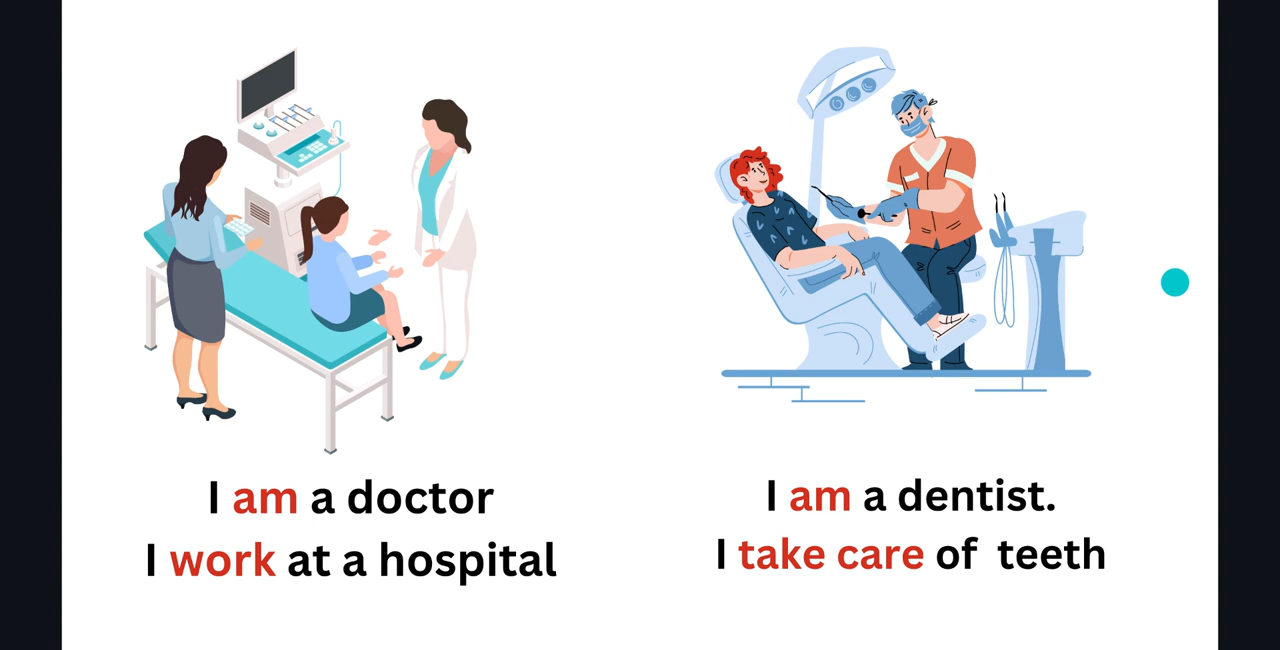 I am a doctor
I work at a hospital
I am a dentist.
I take care of  teeth